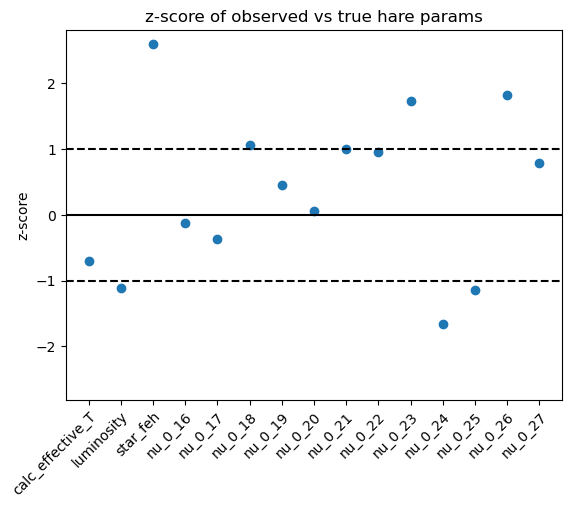 z-score of observed vs true hare params
z-score
2
1
0
−1
−2
calc_effective_T
luminosity
star_feh
nu_0_16
nu_0_17
nu_0_18
nu_0_19
nu_0_20
nu_0_21
nu_0_22
nu_0_23
nu_0_24
nu_0_25
nu_0_26
nu_0_27